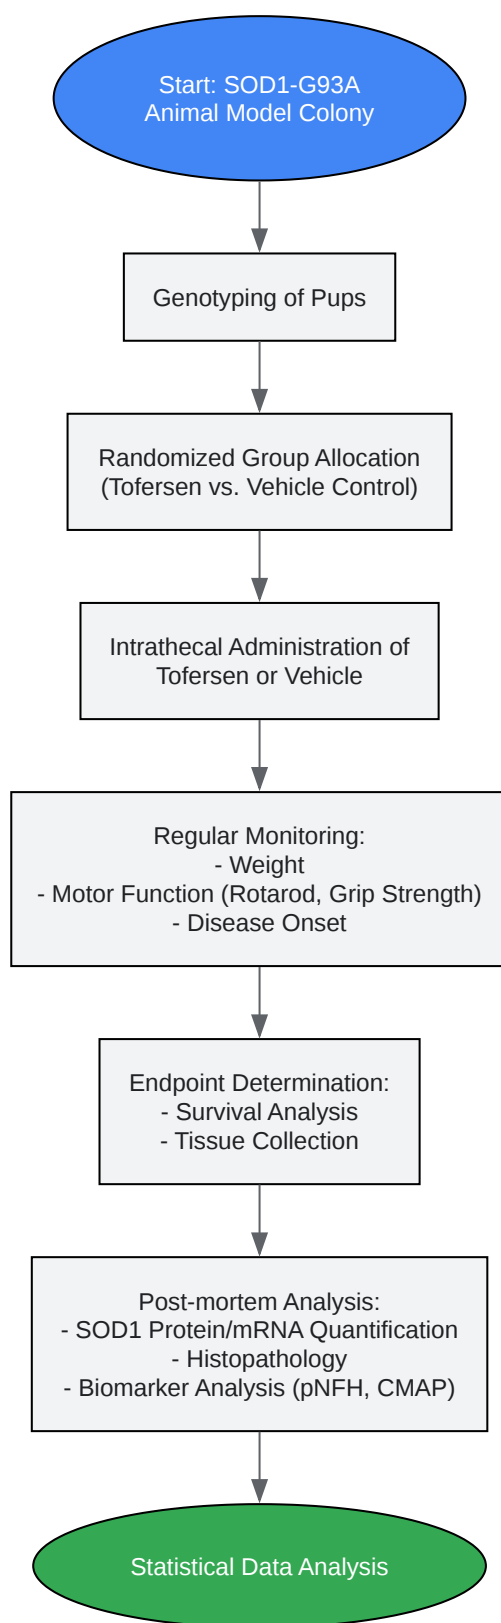 Start: SOD1-G93A
Animal Model Colony
Genotyping of Pups
Randomized Group Allocation
(Tofersen vs. Vehicle Control)
Intrathecal Administration of
Tofersen or Vehicle
Regular Monitoring:
- Weight
- Motor Function (Rotarod, Grip Strength)
- Disease Onset
Endpoint Determination:
- Survival Analysis
- Tissue Collection
Post-mortem Analysis:
- SOD1 Protein/mRNA Quantification
- Histopathology
- Biomarker Analysis (pNFH, CMAP)
Statistical Data Analysis